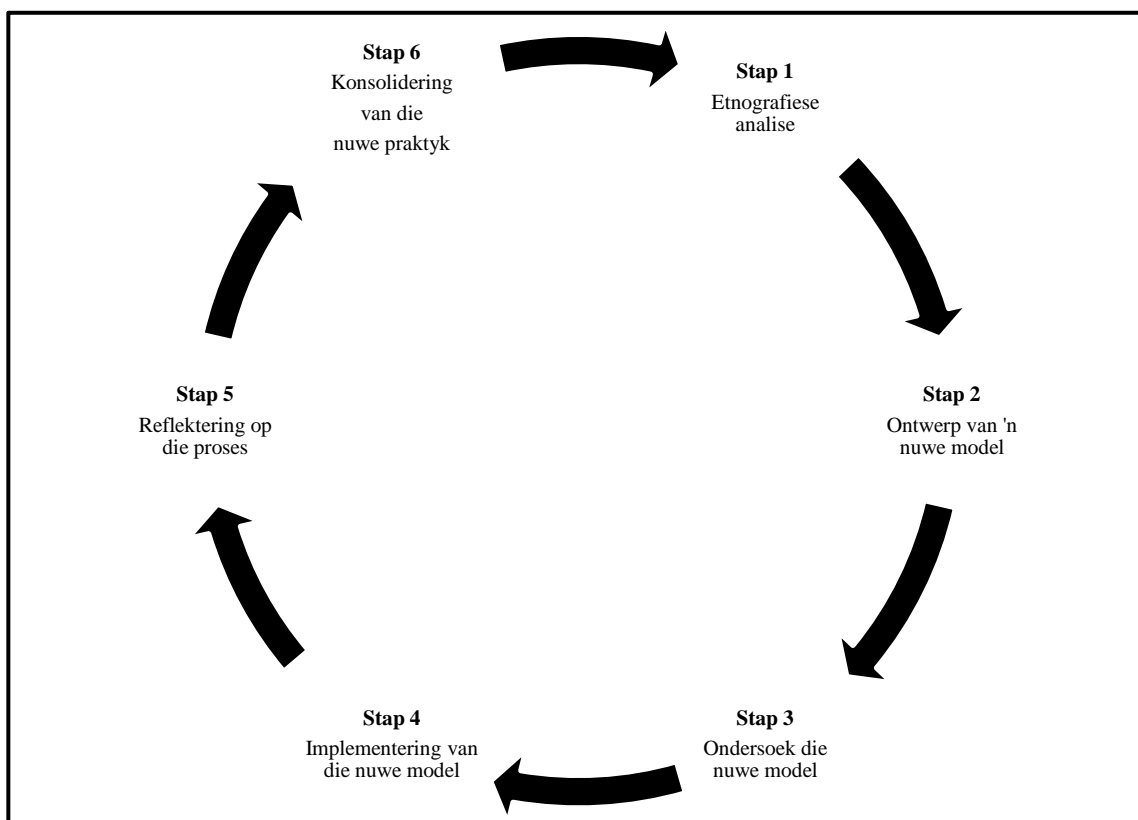 Stap 1
Etnografiese
analise
Stap 2
Ontwerp van 'n
nuwe model
Stap 3
Ondersoek die
nuwe model
Stap 4
Implementering van
die nuwe model
Stap 5
Reflektering op
die proses
Stap 6
Konsolidering
van die
nuwe praktyk